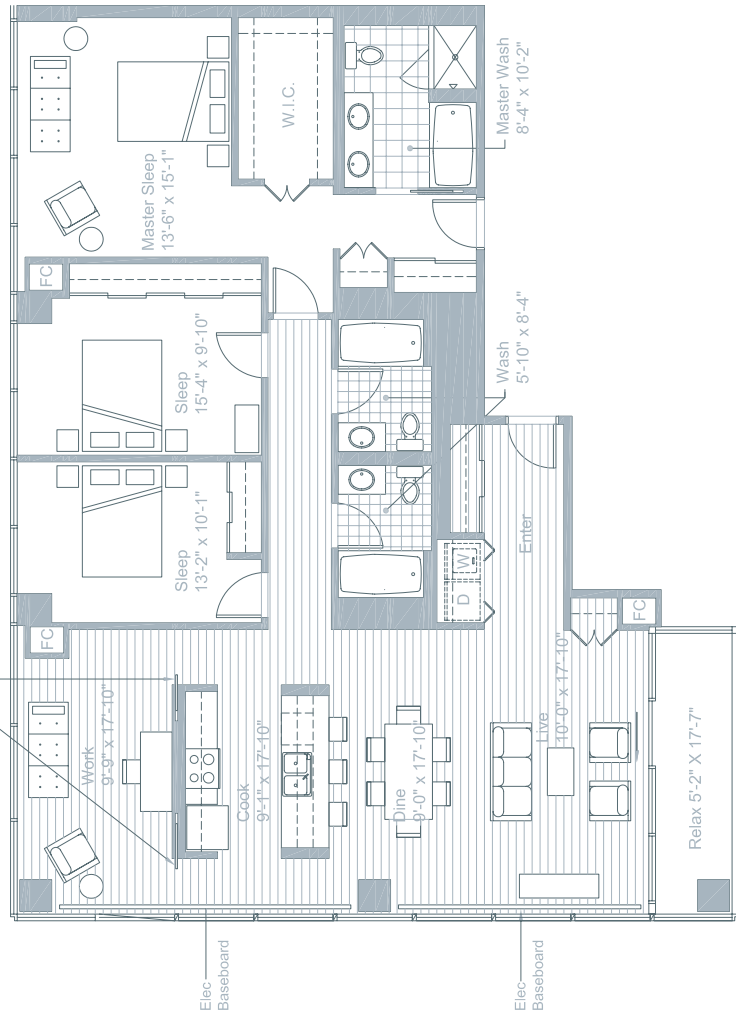 FC
W.I.C.
Master Sleep
13'-6" x 15'-1"
Master Wash
8'-4" x 10'-2"
Sleep
15'-4" x 9'-10"
Wash
5'-10" x 8'-4"
Sleep
13'-2" x 10'-1"
Enter
W
D
FC
FC
Work
9'-9" x 17'-10"
Cook
9'-1" x 17'-10"
Dine
9'-0" x 17'-10"
Live
10'-0" x 17'-10"
Relax 5'-2" X 17'-7"
Elec
Baseboard
Elec
Baseboard